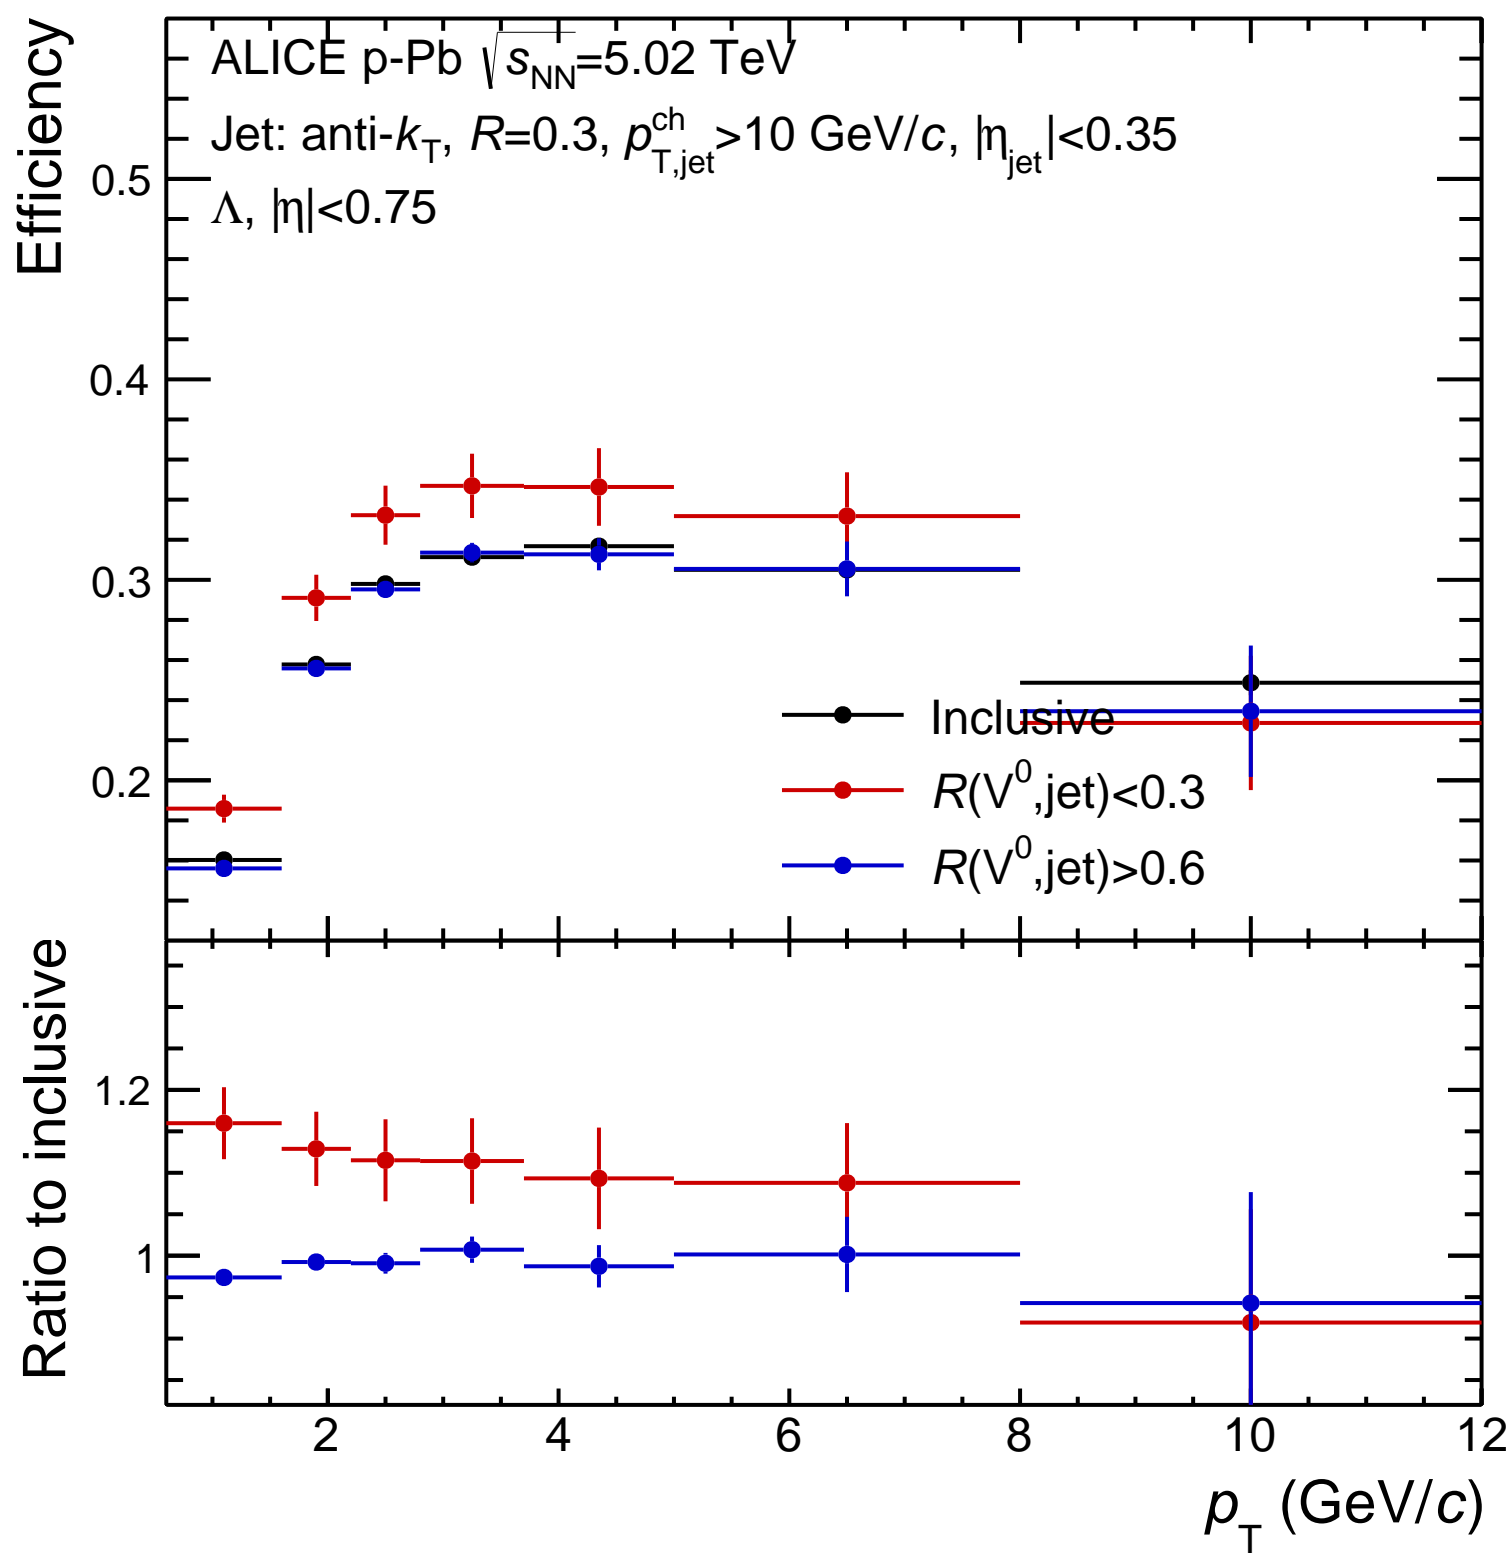 Efficiency
ALICE p-Pb √s_NN=5.02 TeV
Jet: anti-k_T, R=0.3, p_T,jet^ch>10 GeV/c, |η_jet|<0.35
Λ, |η|<0.75
0.5
0.4
0.3
0.2
Inclusive
R(V^0,jet)<0.3
R(V^0,jet)>0.6
Ratio to inclusive
1.2
1
2 4 6 8 10 12
p_T (GeV/c)